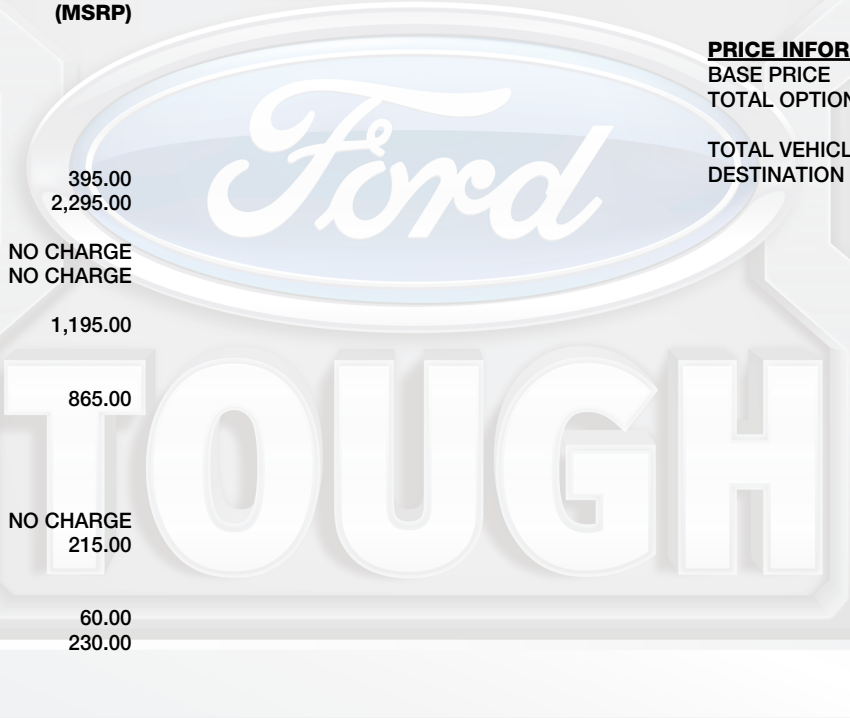 (MSRP)
395.00
2,295.00
NO CHARGE
NO CHARGE
1,195.00
865.00
NO CHARGE
215.00
60.00
230.00
PRICE INFOR
BASE PRICE
TOTAL OPTION
TOTAL VEHICL
DESTINATION
Ford
TOUGH